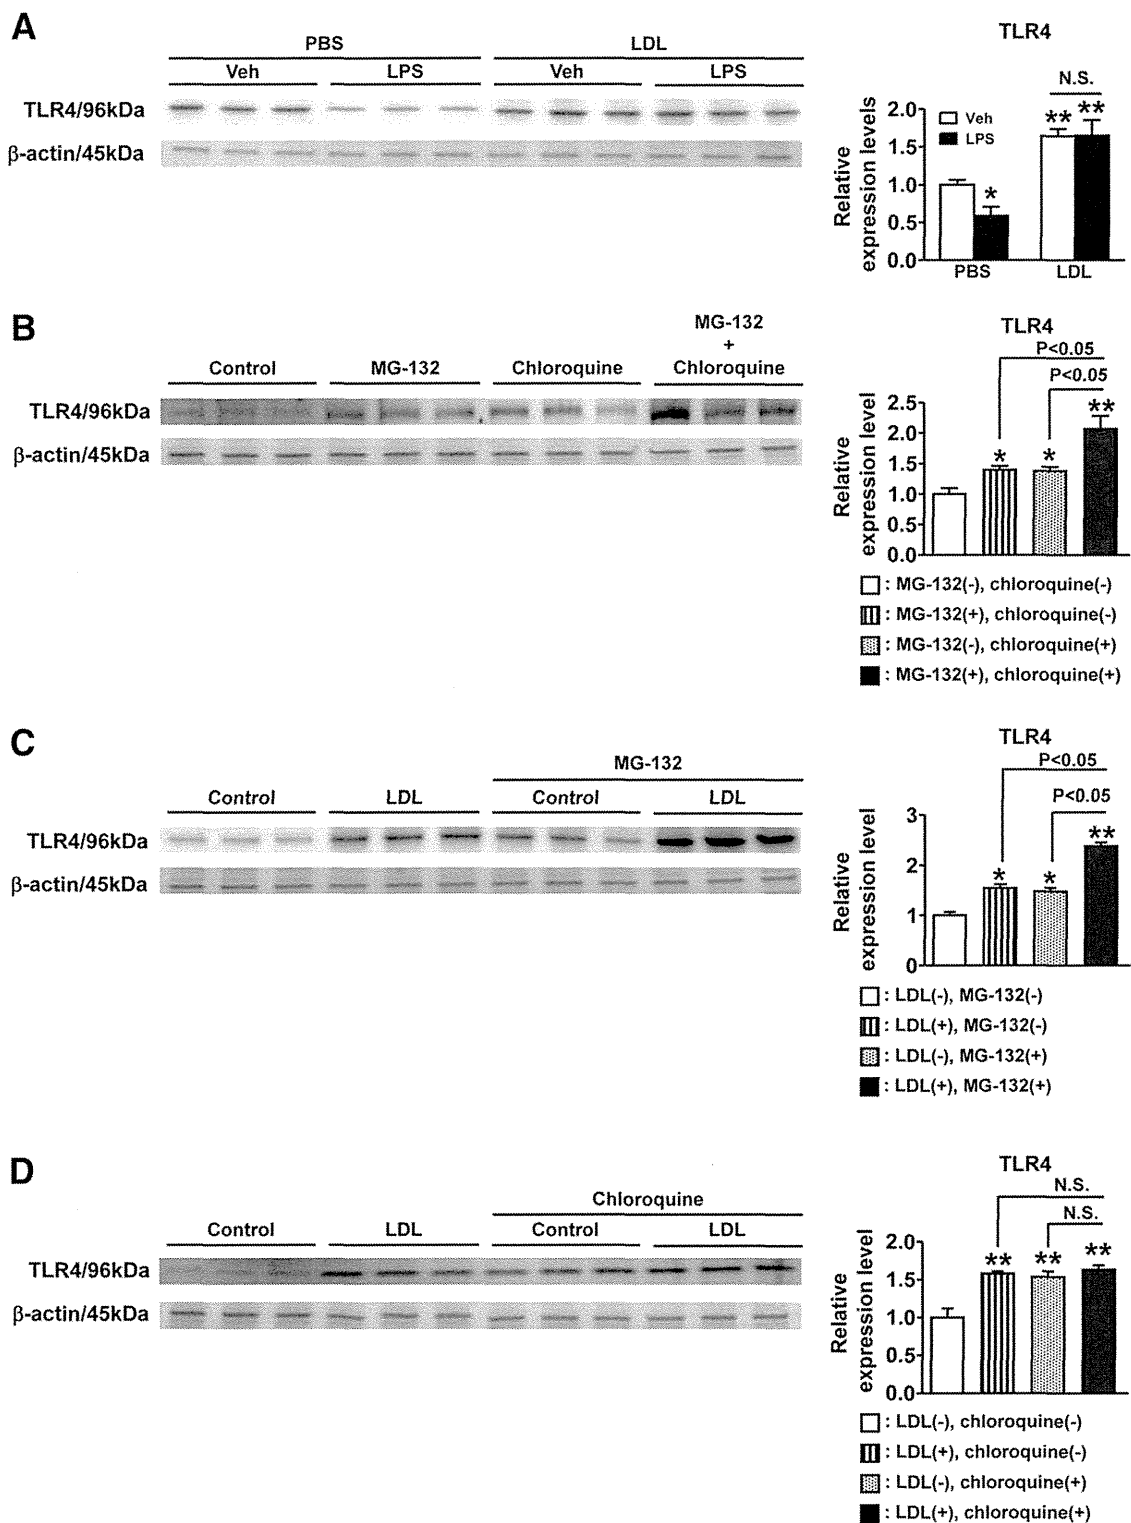 A
PBS
LDL
Veh
LPS
Veh
LPS
TLR4/96kDa
β-actin/45kDa
TLR4
N.S.
** **
*
Veh
LPS
Relative expression levels
2.0
1.5
1.0
0.5
0.0
PBS
LDL
B
Control
MG-132
Chloroquine
MG-132
+
Chloroquine
TLR4/96kDa
β-actin/45kDa
TLR4
P<0.05
P<0.05
* * **
Relative expression level
2.5
2.0
1.5
1.0
0.5
0.0
: MG-132(-), chloroquine(-)
: MG-132(+), chloroquine(-)
: MG-132(-), chloroquine(+)
: MG-132(+), chloroquine(+)
C
MG-132
Control
LDL
Control
LDL
TLR4/96kDa
β-actin/45kDa
TLR4
P<0.05
P<0.05
* * **
Relative expression level
3
2
1
0
: LDL(-), MG-132(-)
: LDL(+), MG-132(-)
: LDL(-), MG-132(+)
: LDL(+), MG-132(+)
D
Chloroquine
Control
LDL
Control
LDL
TLR4/96kDa
β-actin/45kDa
TLR4
N.S.
N.S.
** ** **
Relative expression level
2.0
1.5
1.0
0.5
0.0
: LDL(-), chloroquine(-)
: LDL(+), chloroquine(-)
: LDL(-), chloroquine(+)
: LDL(+), chloroquine(+)